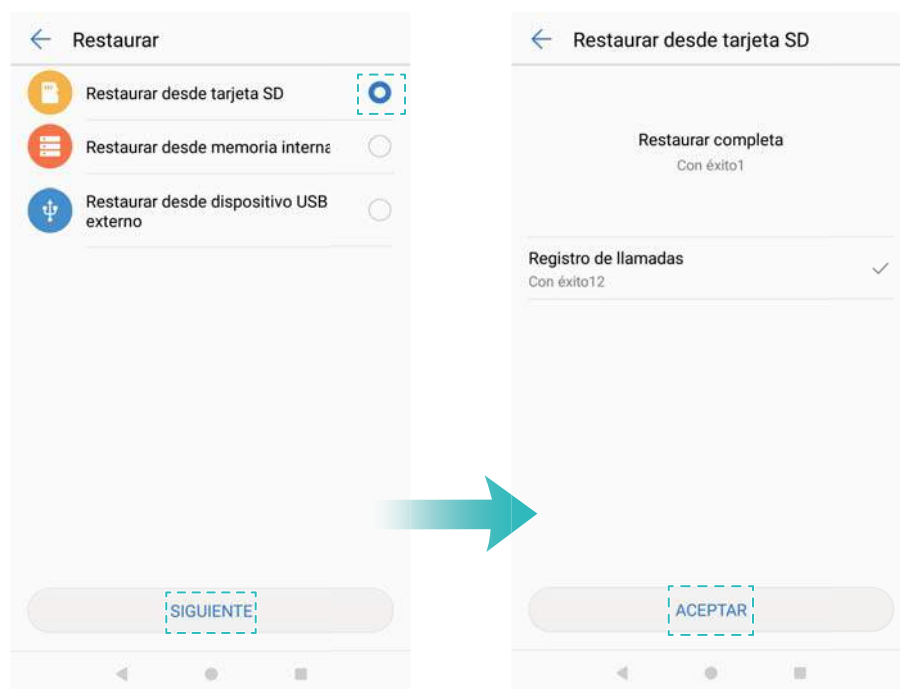 Restaurar
Restaurar desde tarjeta SD
Restaurar desde memoria interna
Restaurar desde dispositivo USB
externo
SIGUIENTE
Restaurar desde tarjeta SD
Restaurar completa
Con éxito1
Registro de llamadas
Con éxito12
ACEPTAR